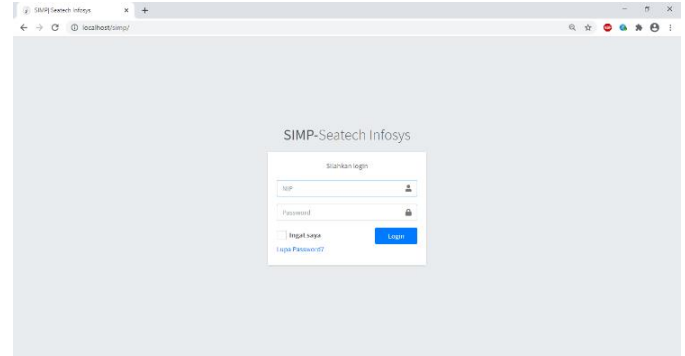 SIMP| Seatech Infosys
localhost/simp/
SIMP-Seatech Infosys
Silahkan login
NIP
Password
Ingat saya
Login
Lupa Password?